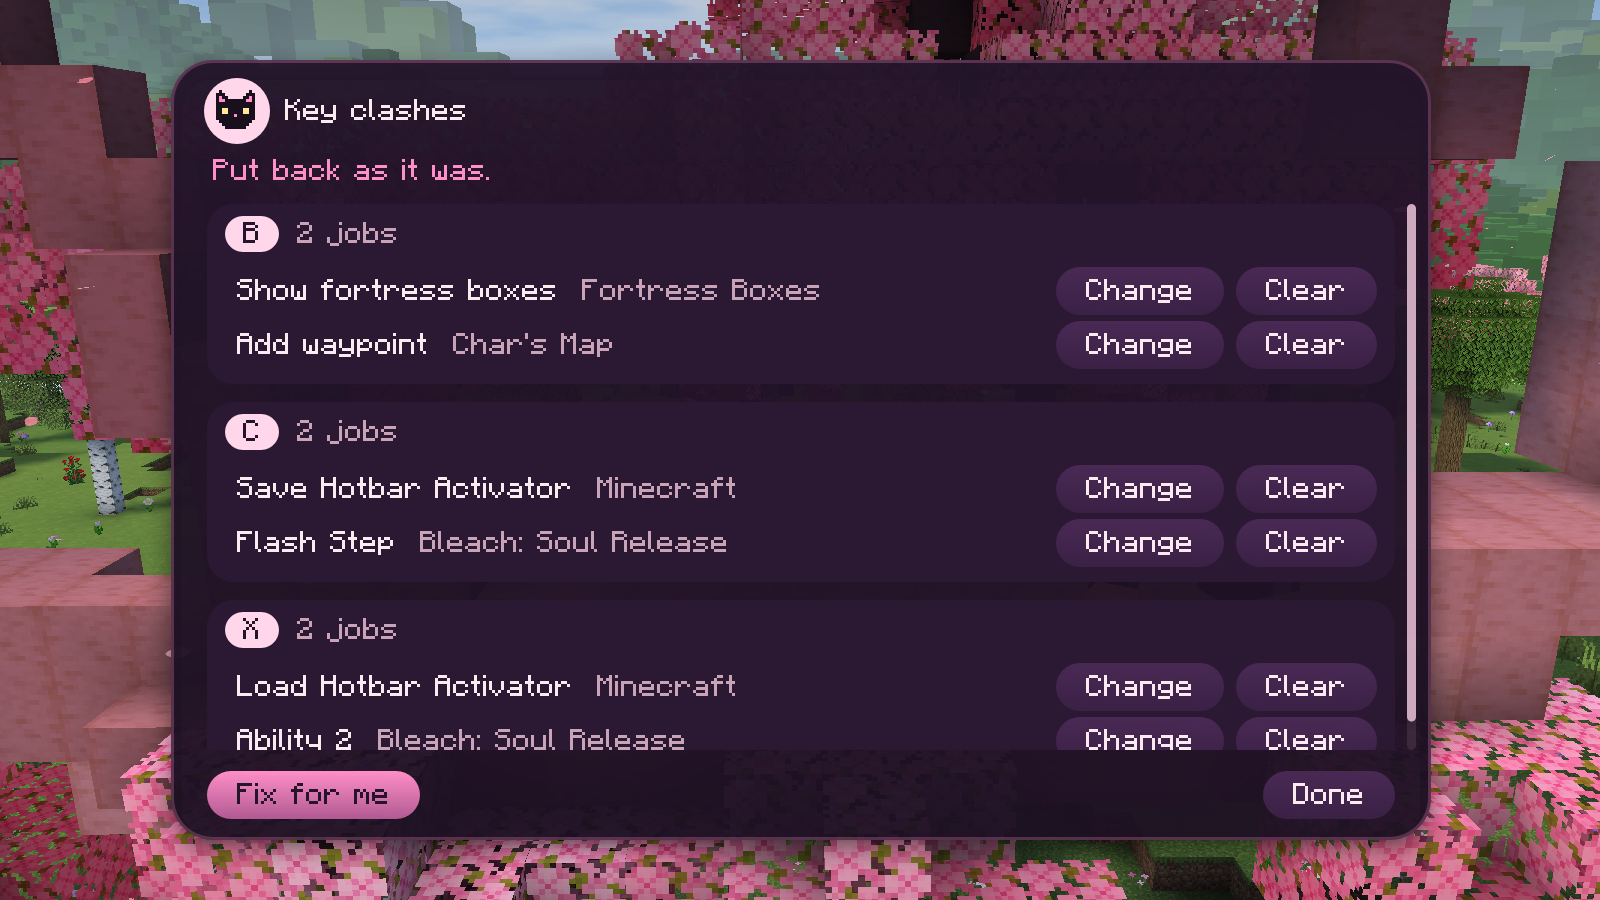 Key clashes
Put back as it was.
B 2 jobs
Show fortress boxes Fortress Boxes Change Clear
Add waypoint Char's Map Change Clear
C 2 jobs
Save Hotbar Activator Minecraft Change Clear
Flash Step Bleach: Soul Release Change Clear
X 2 jobs
Load Hotbar Activator Minecraft Change Clear
Ability 2 Bleach: Soul Release Change Clear
Fix for me Done